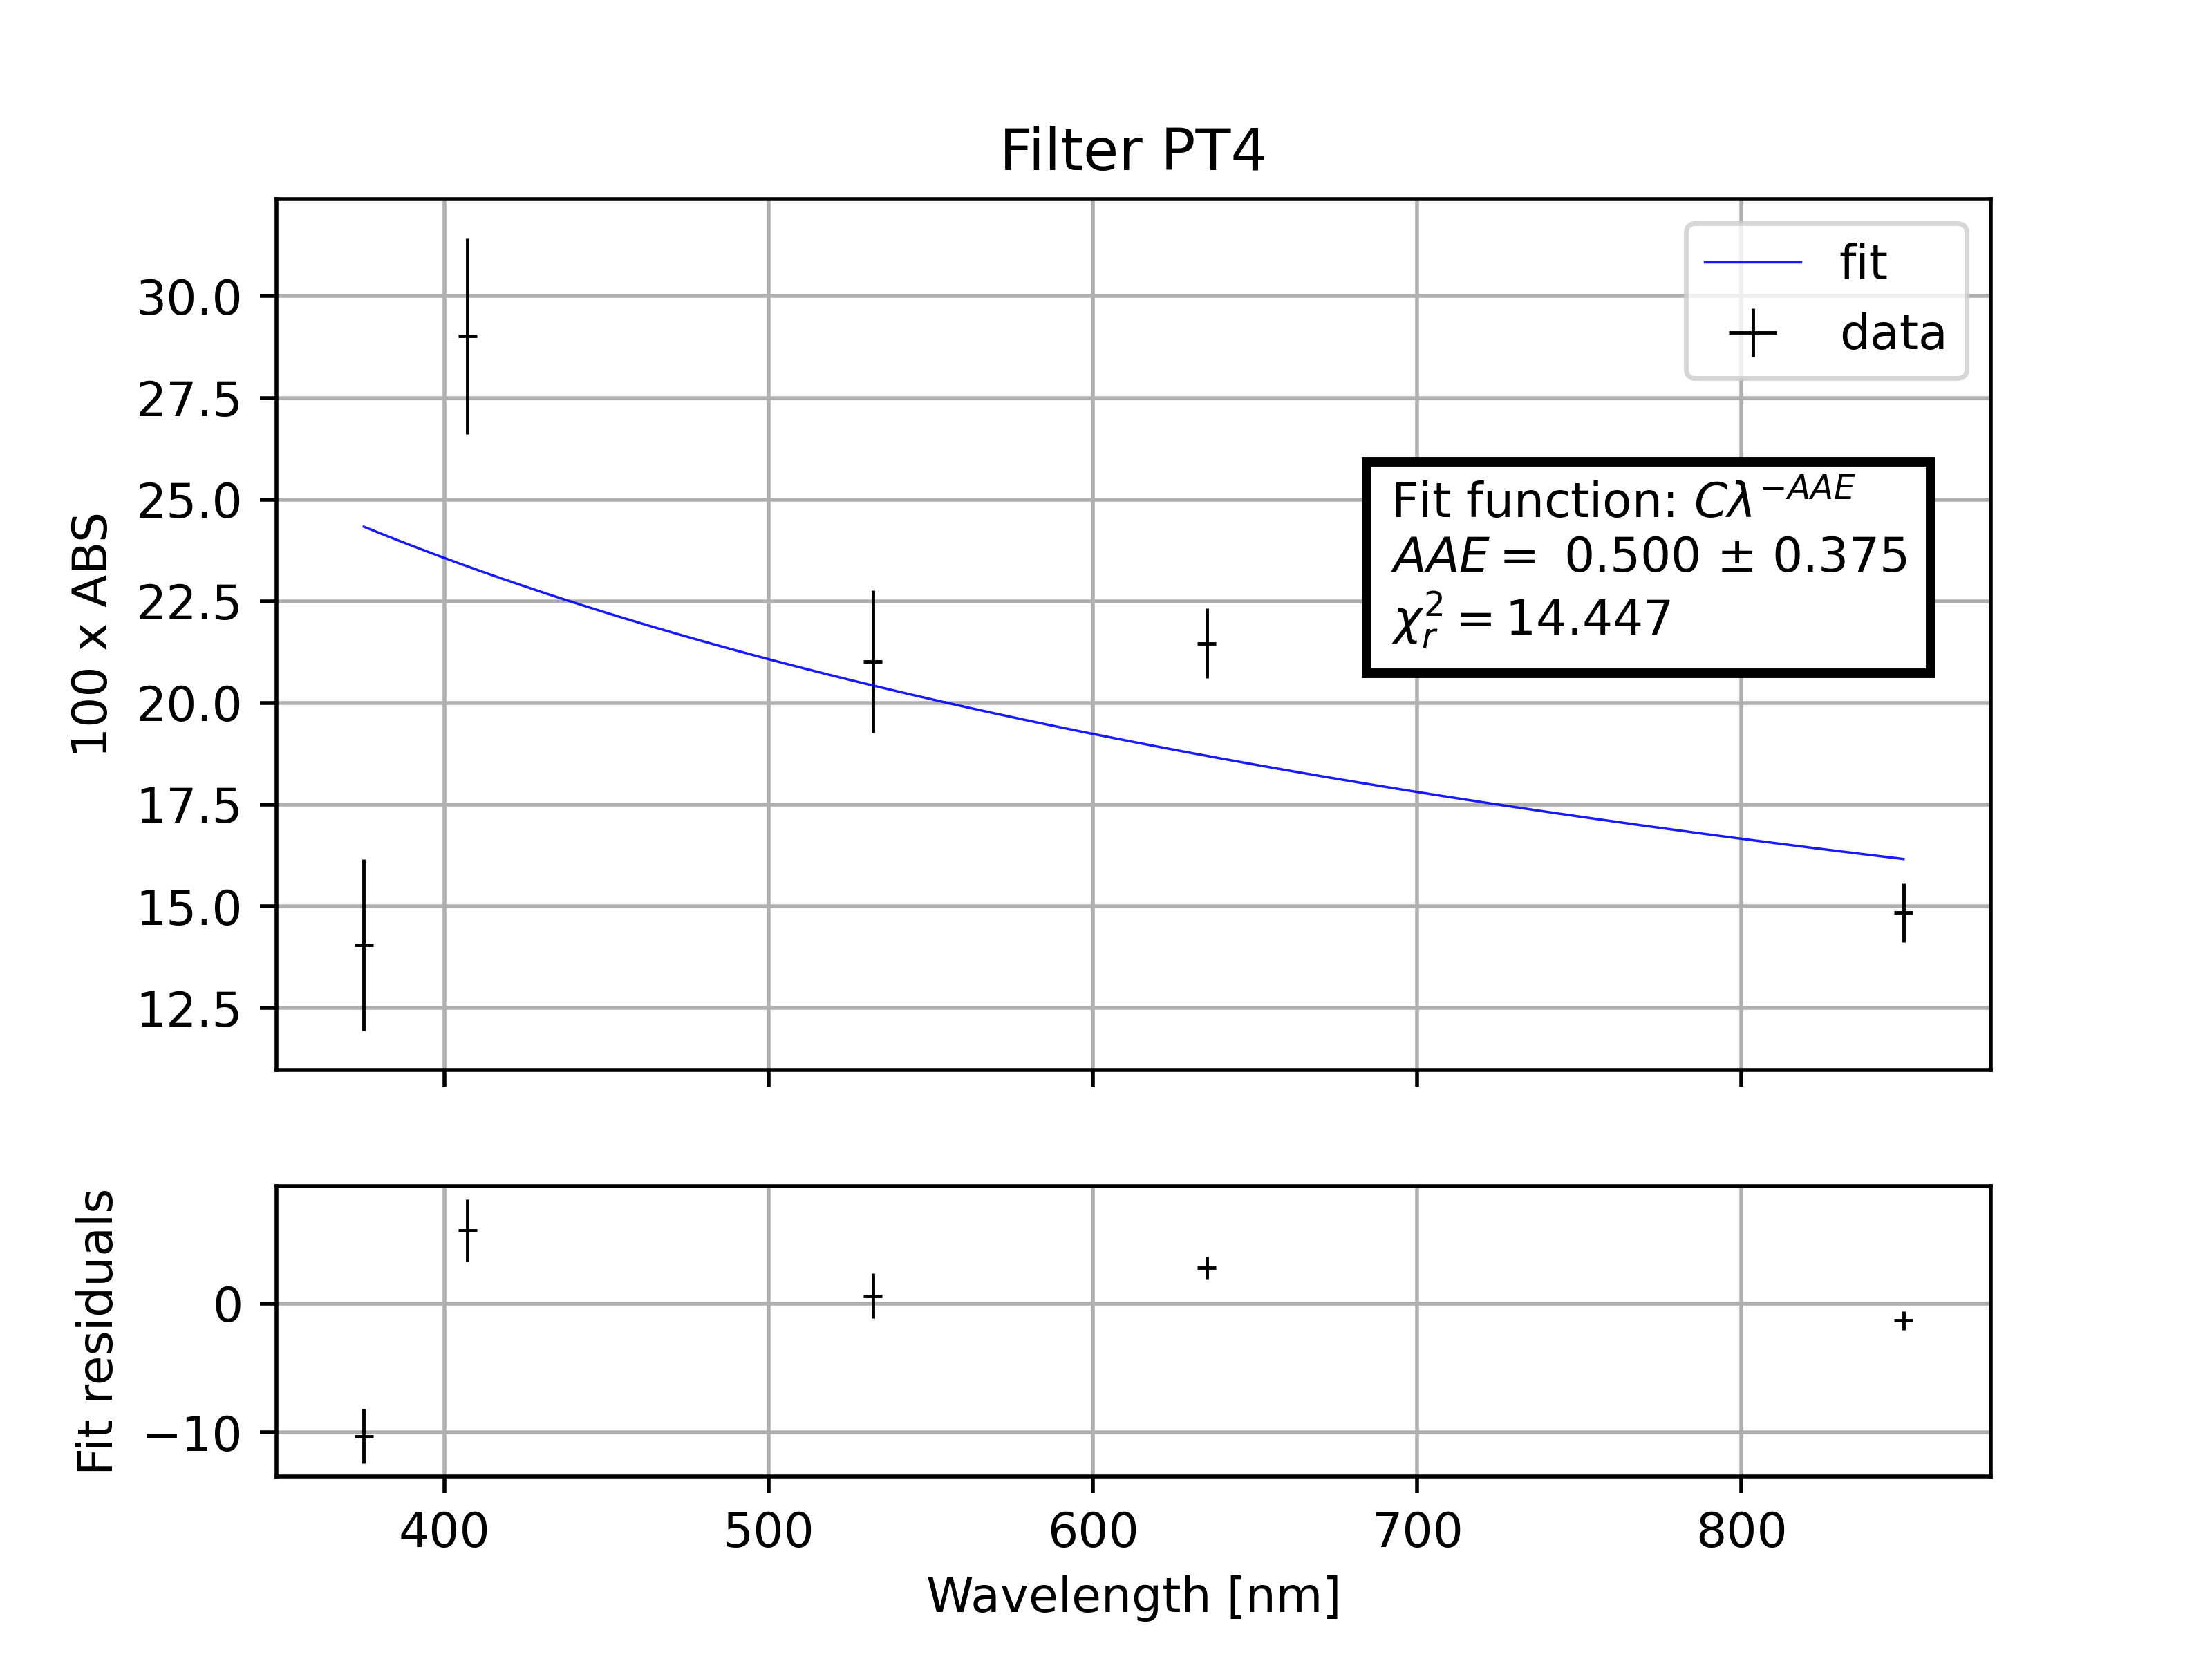 Filter PT4
30.0
27.5
25.0
22.5
20.0
17.5
15.0
12.5
100 x ABS
fit
data
Fit function: Cλ^{−AAE}
AAE = 0.500 ± 0.375
χ_r^2 = 14.447
0
−10
Fit residuals
400 500 600 700 800
Wavelength [nm]